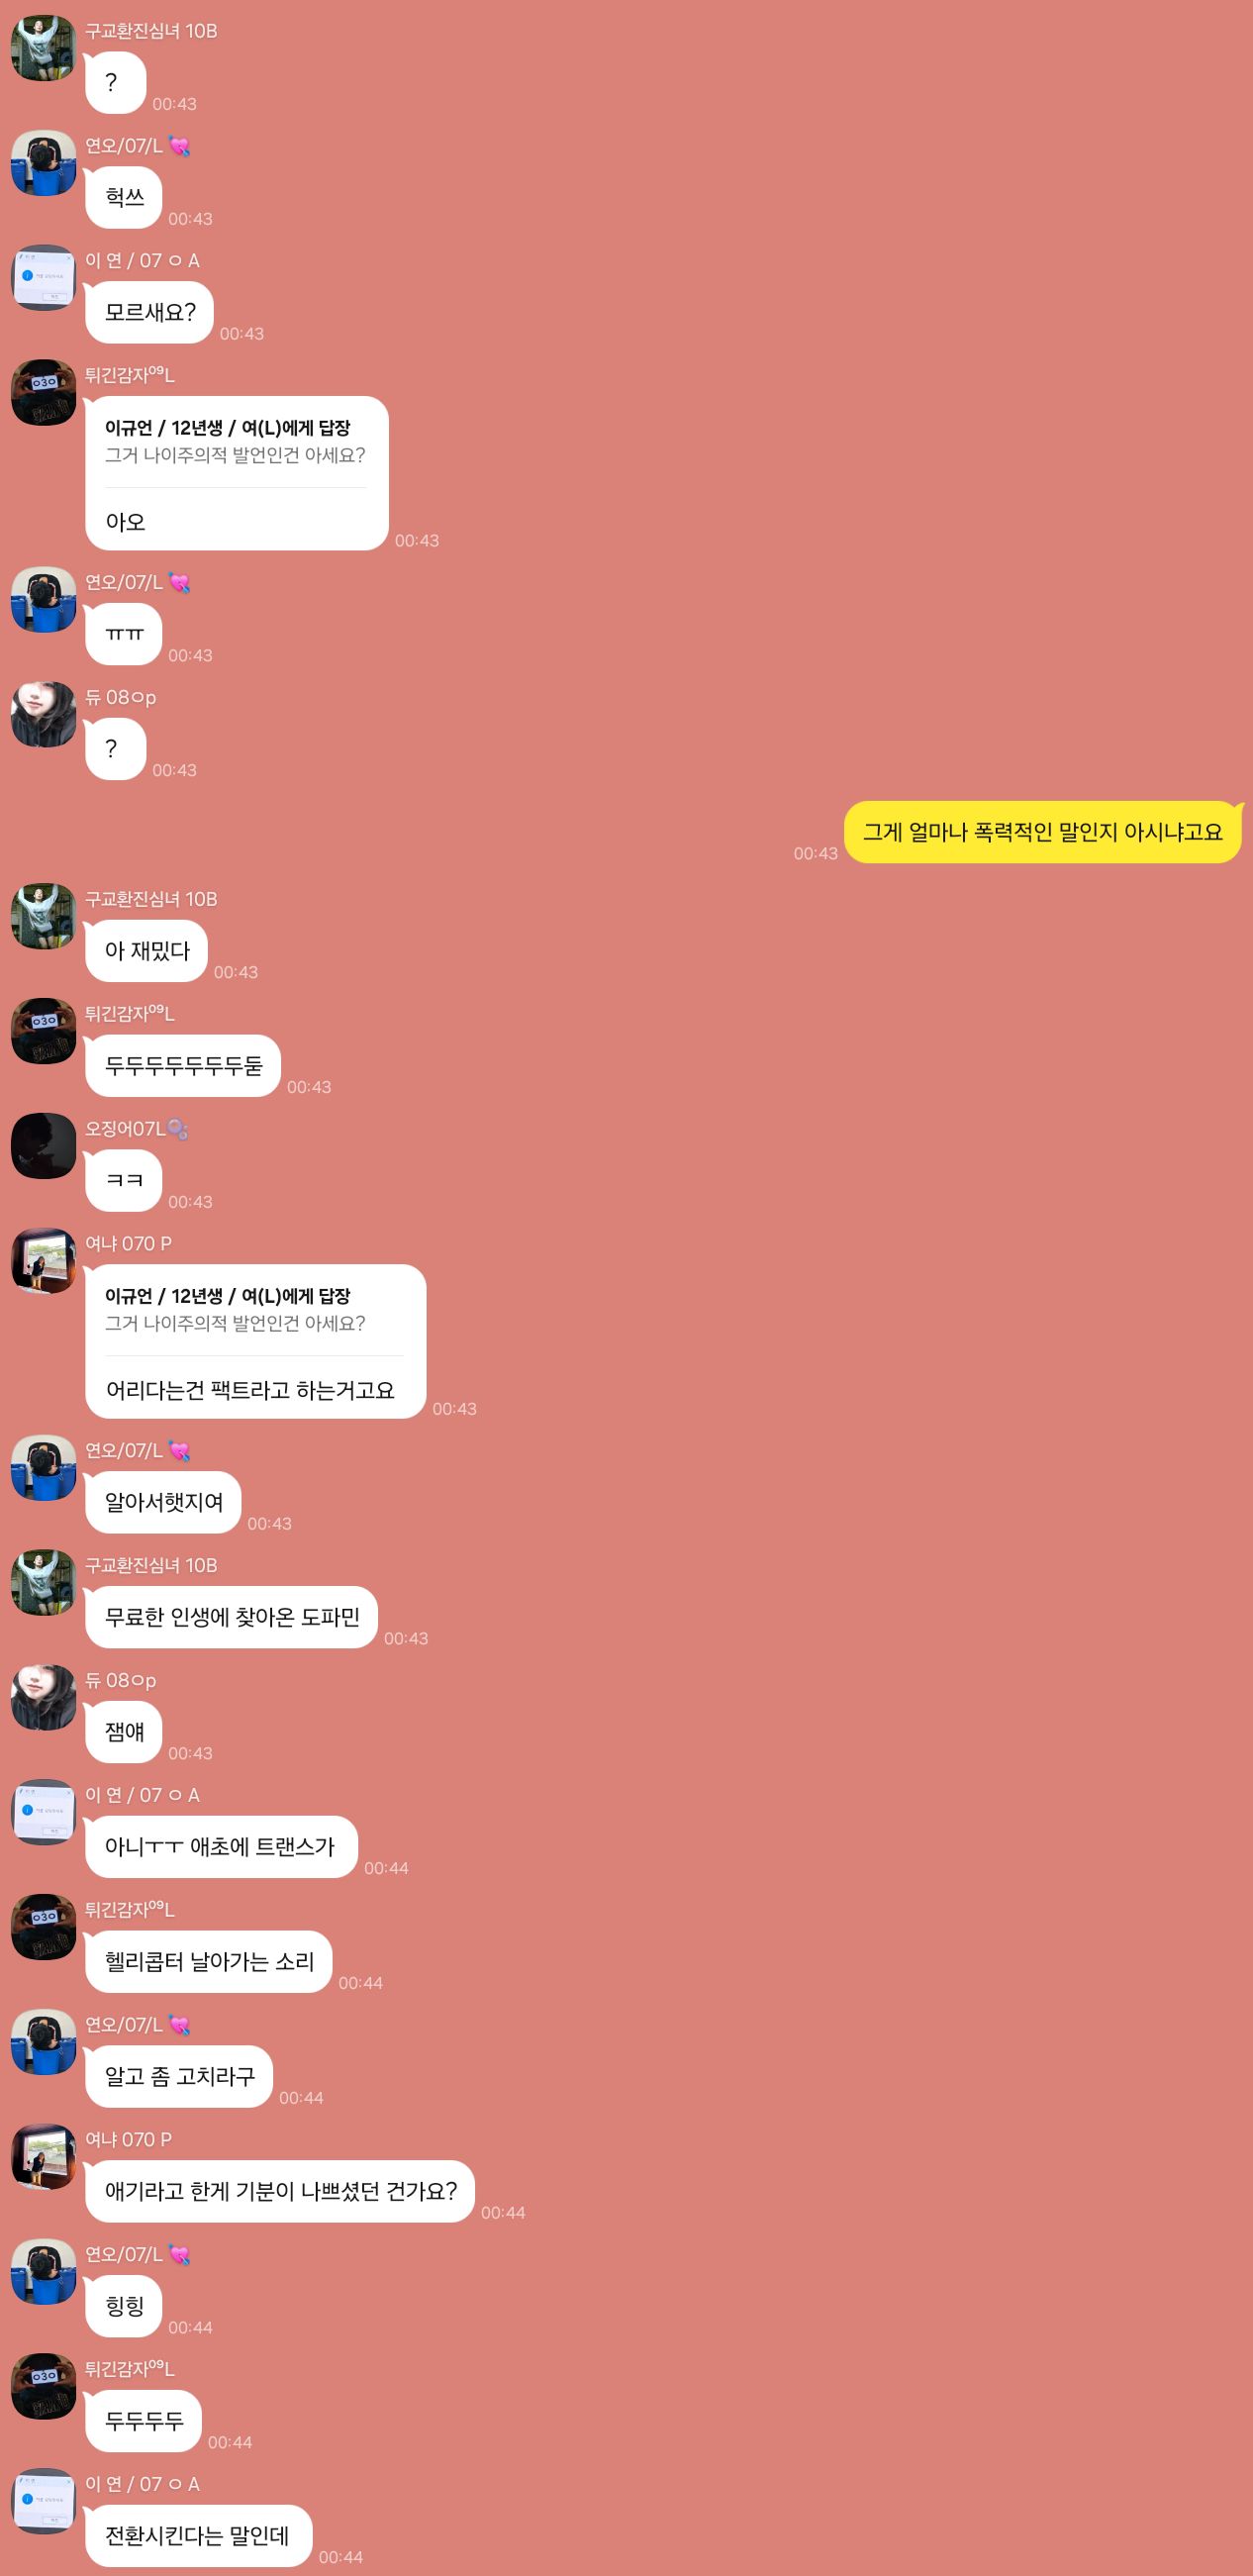 구교환진심녀 10B
?
00:43
연오/07/L 💘
헉쓰
00:43
이 연 / 07 ㅇ A
모르새요?
00:43
튀긴감자⁰⁹L
이규언 / 12년생 / 여(L)에게 답장
그거 나이주의적 발언인건 아세요?
아오
00:43
연오/07/L 💘
ㅠㅠ
00:43
듀 08ㅇp
?
00:43
그게 얼마나 폭력적인 말인지 아시냐고요
00:43
구교환진심녀 10B
아 재밌다
00:43
튀긴감자⁰⁹L
두두두두두두두둗
00:43
오징어07L🫧
ㅋㅋ
00:43
여냐 070 P
이규언 / 12년생 / 여(L)에게 답장
그거 나이주의적 발언인건 아세요?
어리다는건 팩트라고 하는거고요
00:43
연오/07/L 💘
알아서햇지여
00:43
구교환진심녀 10B
무료한 인생에 찾아온 도파민
00:43
듀 08ㅇp
잼얘
00:43
이 연 / 07 ㅇ A
아니ㅜㅜ 애초에 트랜스가
00:44
튀긴감자⁰⁹L
헬리콥터 날아가는 소리
00:44
연오/07/L 💘
알고 좀 고치라구
00:44
여냐 070 P
애기라고 한게 기분이 나쁘셨던 건가요?
00:44
연오/07/L 💘
힝힝
00:44
튀긴감자⁰⁹L
두두두두
00:44
이 연 / 07 ㅇ A
전환시킨다는 말인데
00:44